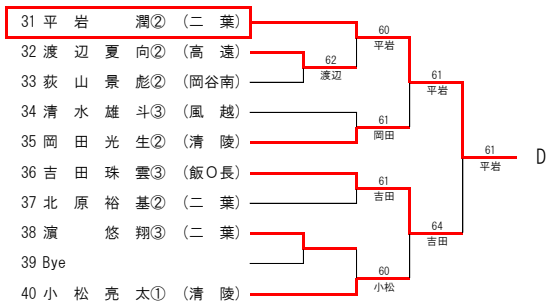 31 平岩 潤② (二葉)
60
平岩
32 渡辺 夏向② (高遠)
62
渡辺
61
平岩
33 荻山 景彪② (岡谷南)
34 清水 雄斗③ (風越)
61
岡田
35 岡田 光生② (清陵)
61
平岩
D
36 吉田 珠雲③ (飯O長)
61
吉田
37 北原 裕基② (二葉)
64
吉田
38 濵 悠翔③ (二葉)
39 Bye
60
小松
40 小松 亮太① (清陵)